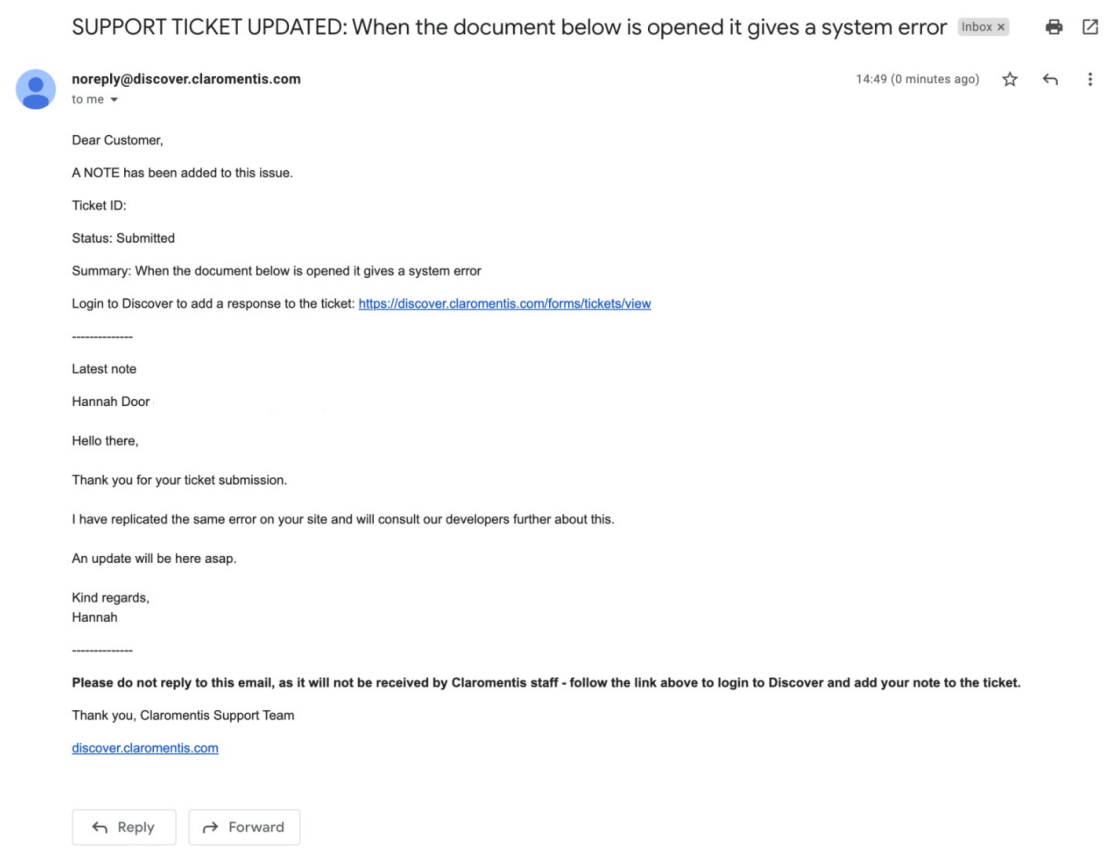 SUPPORT TICKET UPDATED: When the document below is opened it gives a system error Inbox ×
noreply@discover.claromentis.com 14:49 (0 minutes ago)
to me
Dear Customer,
A NOTE has been added to this issue.
Ticket ID:
Status: Submitted
Summary: When the document below is opened it gives a system error
Login to Discover to add a response to the ticket: https://discover.claromentis.com/forms/tickets/view
--------------
Latest note
Hannah Door
Hello there,
Thank you for your ticket submission.
I have replicated the same error on your site and will consult our developers further about this.
An update will be here asap.
Kind regards,
Hannah
--------------
Please do not reply to this email, as it will not be received by Claromentis staff - follow the link above to login to Discover and add your note to the ticket.
Thank you, Claromentis Support Team
discover.claromentis.com
Reply Forward